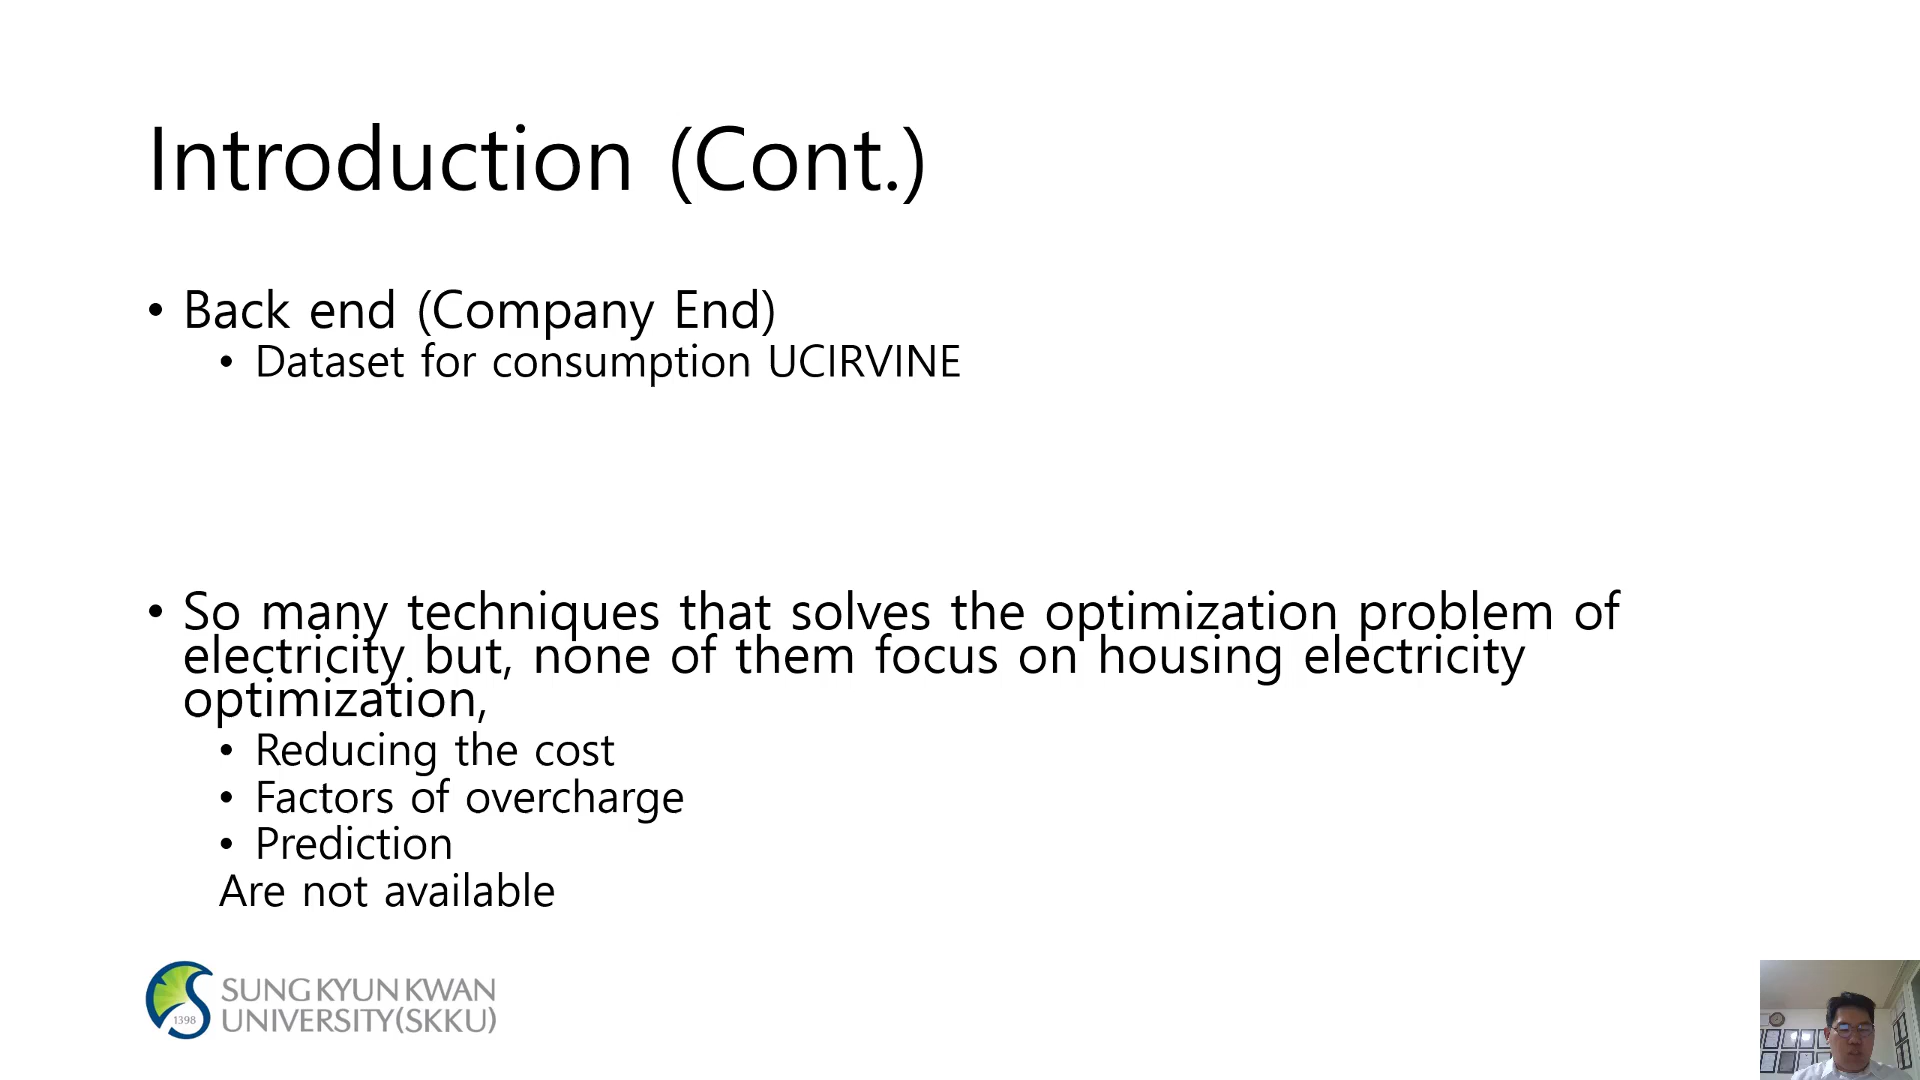 Introduction (Cont.)
• Back end (Company End)
• Dataset for consumption UCIRVINE
• So many techniques that solves the optimization problem of
electricity but, none of them focus on housing electricity
optimization,
• Reducing the cost
• Factors of overcharge
• Prediction
Are not available
1398
SUNG KYUN KWAN
UNIVERSITY(SKKU)